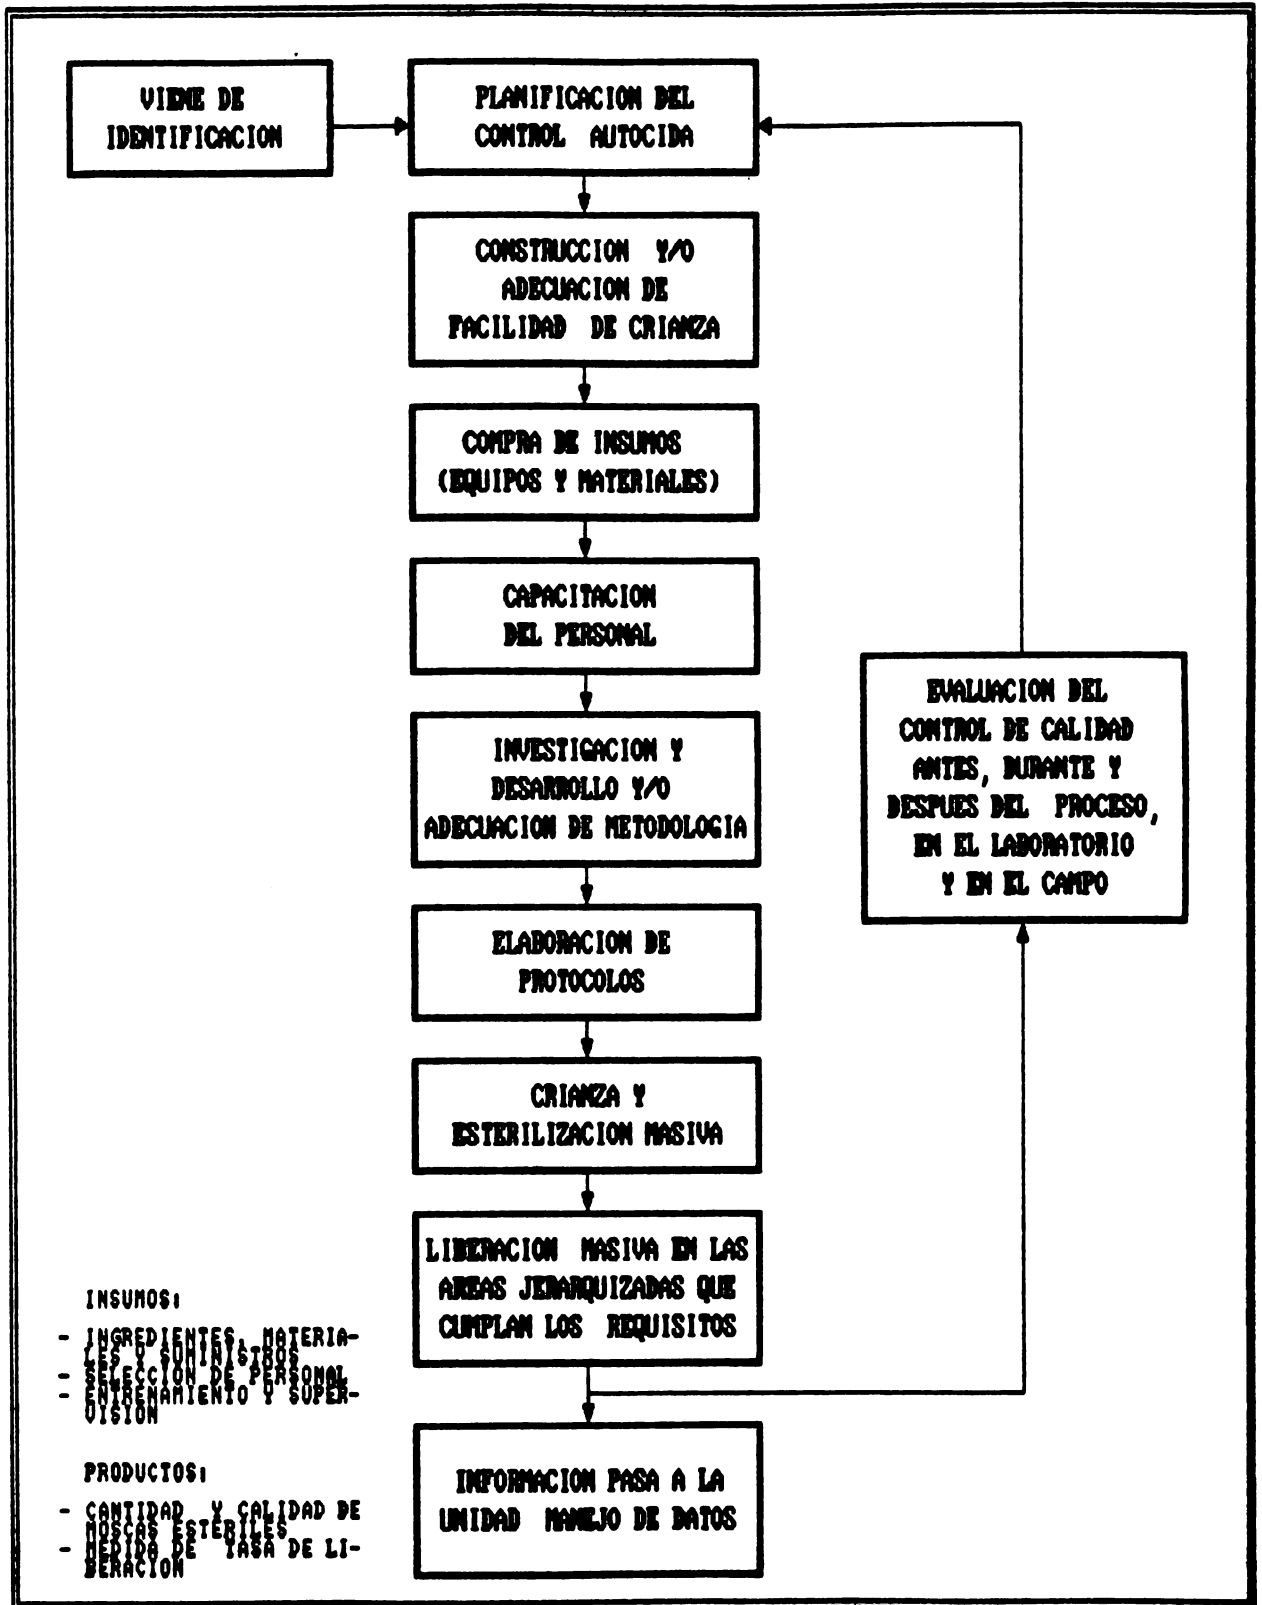 VIENE DE
IDENTIFICACION
PLANIFICACION DEL
CONTROL AUTOCIDA
CONSTRUCCION Y/O
ADECUACION DE
FACILIDAD DE CRIANZA
COMPRA DE INSUMOS
(EQUIPOS Y MATERIALES)
CAPACITACION
DEL PERSONAL
INVESTIGACION Y
DESARROLLO Y/O
ADECUACION DE METODOLOGIA
EVALUACION DEL
CONTROL DE CALIDAD
ANTES, DURANTE Y
DESPUES DEL PROCESO,
EN EL LABORATORIO
Y EN EL CAMPO
ELABORACION DE
PROTOCOLOS
CRIANZA Y
ESTERILIZACION MASIVA
LIBERACION MASIVA EN LAS
AREAS JERARQUIZADAS QUE
CUMPLAN LOS REQUISITOS
INFORMACION PASA A LA
UNIDAD MANEJO DE DATOS
INSUMOS:
- INGREDIENTES, MATERIA-
LES Y SUMINISTROS
- SELECCION DE PERSONAL
- ENTRENAMIENTO Y SUPER-
VISION
PRODUCTOS:
- CANTIDAD Y CALIDAD DE
MOSCAS ESTERILES
- MEDIDA DE TASA DE LI-
BERACION